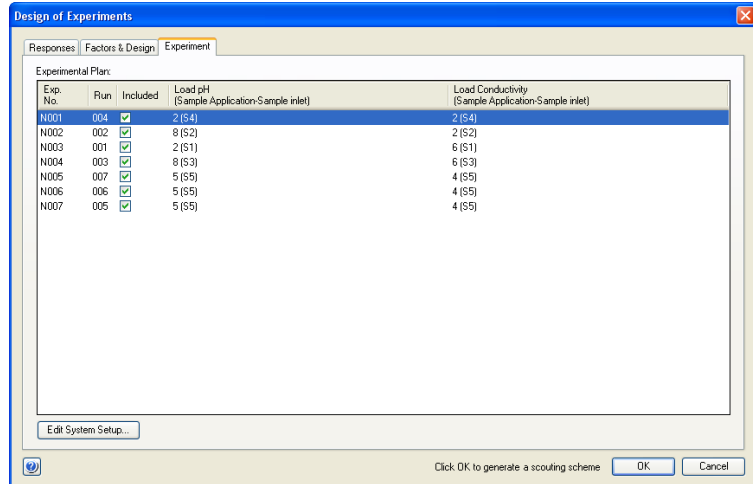 Design of Experiments
Responses Factors & Design Experiment
Experimental Plan:
Exp. No. Run Included Load pH (Sample Application-Sample inlet) Load Conductivity (Sample Application-Sample inlet)
N001 004 2 (S4) 2 (S4)
N002 002 8 (S2) 2 (S2)
N003 001 2 (S1) 6 (S1)
N004 003 8 (S3) 6 (S3)
N005 007 5 (S5) 4 (S5)
N006 006 5 (S5) 4 (S5)
N007 005 5 (S5) 4 (S5)
Edit System Setup...
Click OK to generate a scouting scheme OK Cancel